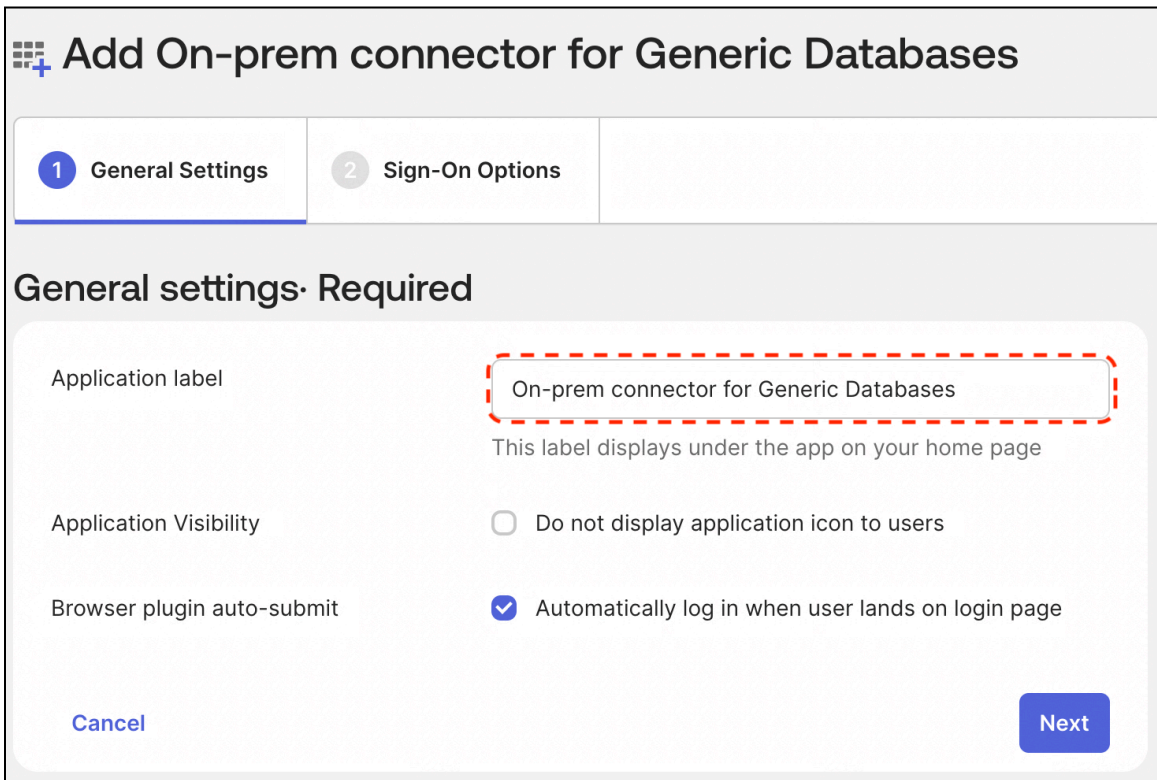 Add On-prem connector for Generic Databases
1 General Settings 2 Sign-On Options
General settings· Required
Application label On-prem connector for Generic Databases
This label displays under the app on your home page
Application Visibility Do not display application icon to users
Browser plugin auto-submit Automatically log in when user lands on login page
Cancel Next